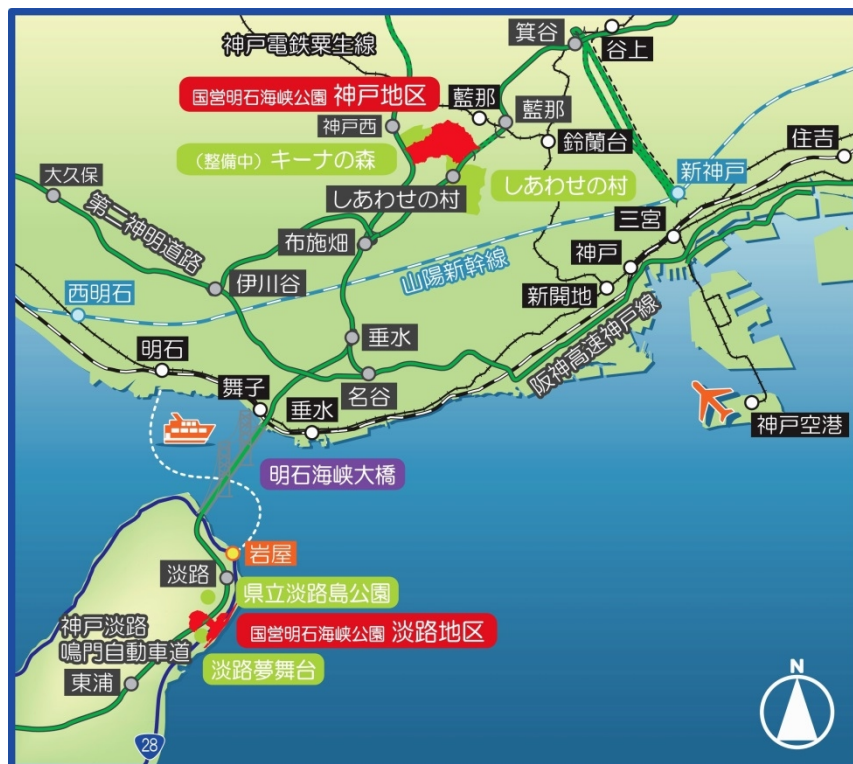 箕谷
谷上
神戸電鉄粟生線
国営明石海峡公園 神戸地区
藍那
藍那
神戸西
鈴蘭台
住吉
(整備中) キーナの森
大久保
しあわせの村
しあわせの村
新神戸
第二神明道路
布施畑
三宮
神戸
伊川谷
山陽新幹線
新開地
西明石
垂水
阪神高速神戸線
明石
名谷
舞子
垂水
神戸空港
明石海峡大橋
岩屋
淡路
県立淡路島公園
神戸淡路
鳴門自動車道
国営明石海峡公園 淡路地区
淡路夢舞台
東浦
N
28